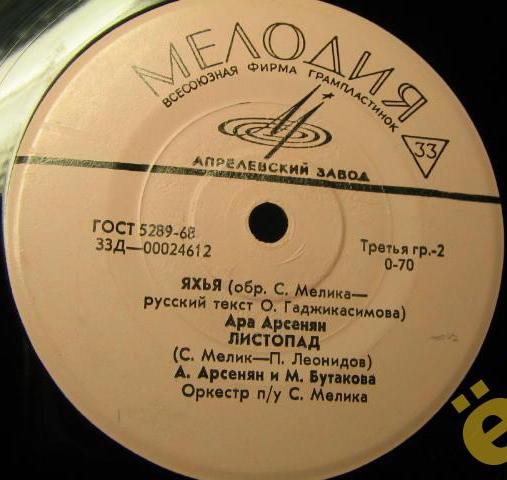 МЕЛОДИЯ
ВСЕСОЮЗНАЯ ФИРМА ГРАМПЛАСТИНОК
33
АПРЕЛЕВСКИЙ ЗАВОД
ГОСТ 5289-68
33Д—00024612
Третья гр.-2
0-70
ЯХЬЯ (обр. С. Мелика—
русский текст О. Гаджикасимова)
Ара Арсенян
ЛИСТОПАД
(С. Мелик—П. Леонидов)
А. Арсенян и М. Бутакова
Оркестр п/у С. Мелика
ё